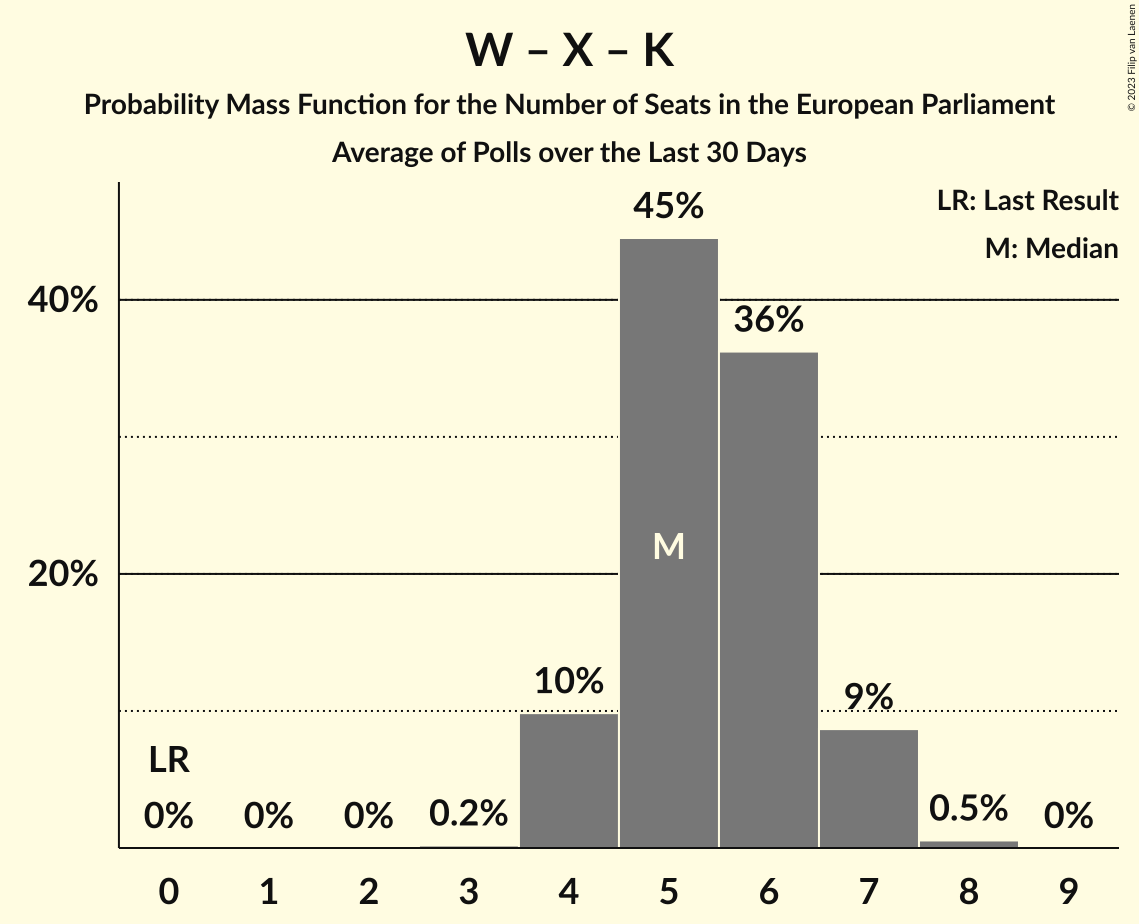 W – X – K
Probability Mass Function for the Number of Seats in the European Parliament
Average of Polls over the Last 30 Days
© 2023 Filip van Laenen
LR: Last Result
M: Median
45%
40%
36%
M
20%
10%
9%
LR
0%
0%
0%
0.2%
0.5%
0%
0
1
2
3
4
5
6
7
8
9